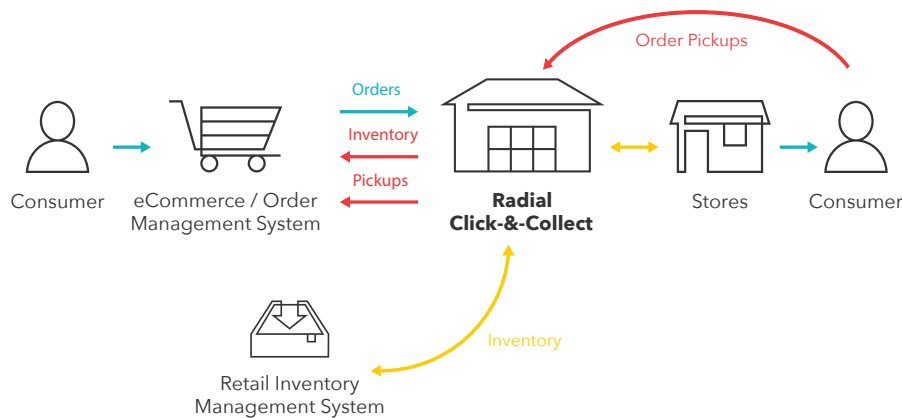 Order Pickups
Orders
Inventory
Pickups
Consumer
eCommerce / Order
Management System
Radial
Click-&-Collect
Stores
Consumer
Inventory
Retail Inventory
Management System